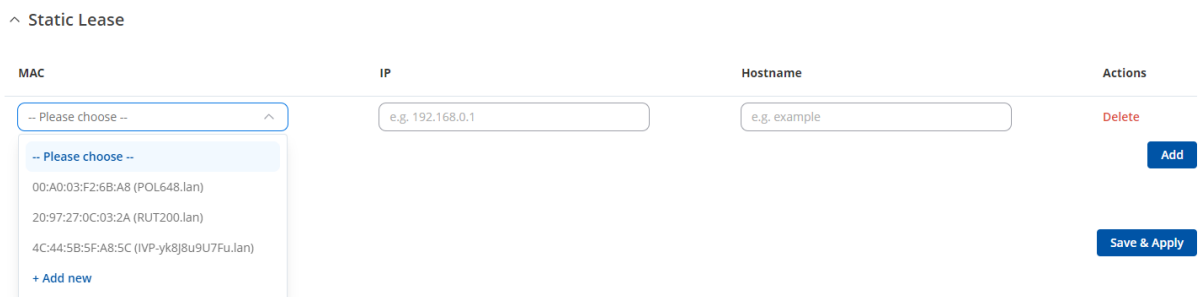 Static Lease
MAC IP Hostname Actions
-- Please choose -- e.g. 192.168.0.1 e.g. example Delete
-- Please choose --
Add
00:A0:03:F2:6B:A8 (POL648.lan)
20:97:27:0C:03:2A (RUT200.lan)
4C:44:5B:5F:A8:5C (IVP-yk8J8u9U7Fu.lan)
Save & Apply
+ Add new